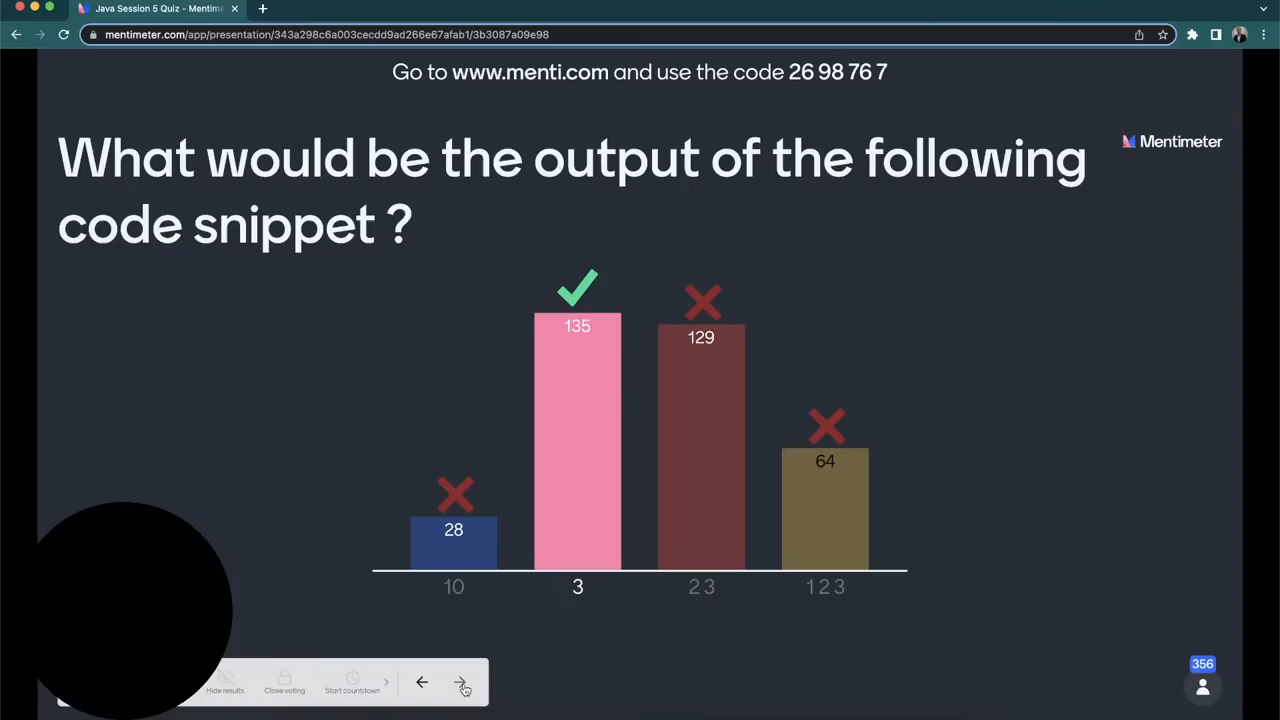 Java Session 5 Quiz - Mentime
mentimeter.com/app/presentation/343a298c6a003cecdd9ad266e67afab1/3b3087a09e98
Go to www.menti.com and use the code 26 98 76 7
Mentimeter
What would be the output of the following
code snippet ?
135
129
64
28
10
3
2 3
1 2 3
Hide results
Close voting
Start countdown
356